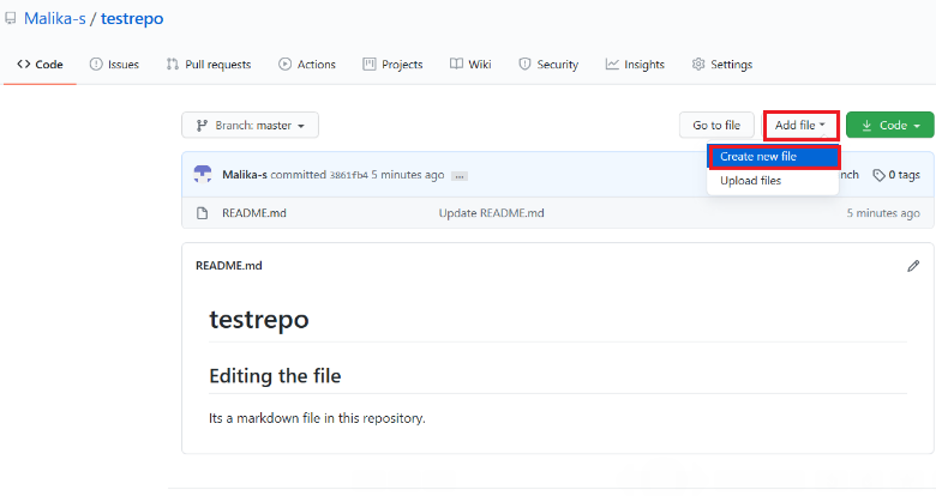 Malika-s / testrepo
Code Issues Pull requests Actions Projects Wiki Security Insights Settings
Branch: master Go to file Add file Code
Create new file
Upload files
Malika-s committed 3861fb4 5 minutes ago ... nch 0 tags
README.md Update README.md 5 minutes ago
README.md
testrepo
Editing the file
Its a markdown file in this repository.